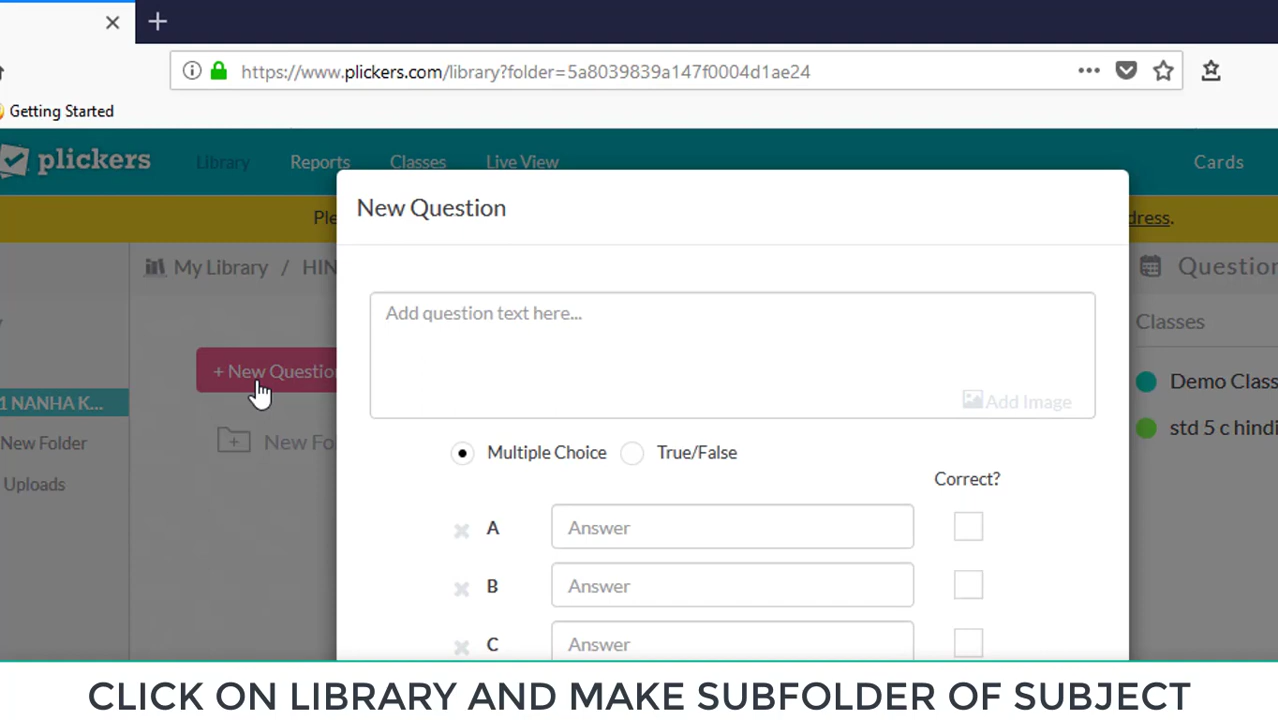 https://www.plickers.com/library?folder=5a8039839a147f0004d1ae24
Getting Started
plickers Library Reports Classes Live View Cards
New Question
dress.
My Library / HIN
Question
Add question text here...
Classes
+ New Question
Demo Class
1 NANHA K...
Add Image
std 5 c hindi
New Folder
New Fo
Multiple Choice True/False
Correct?
Uploads
A Answer
B Answer
C Answer
CLICK ON LIBRARY AND MAKE SUBFOLDER OF SUBJECT